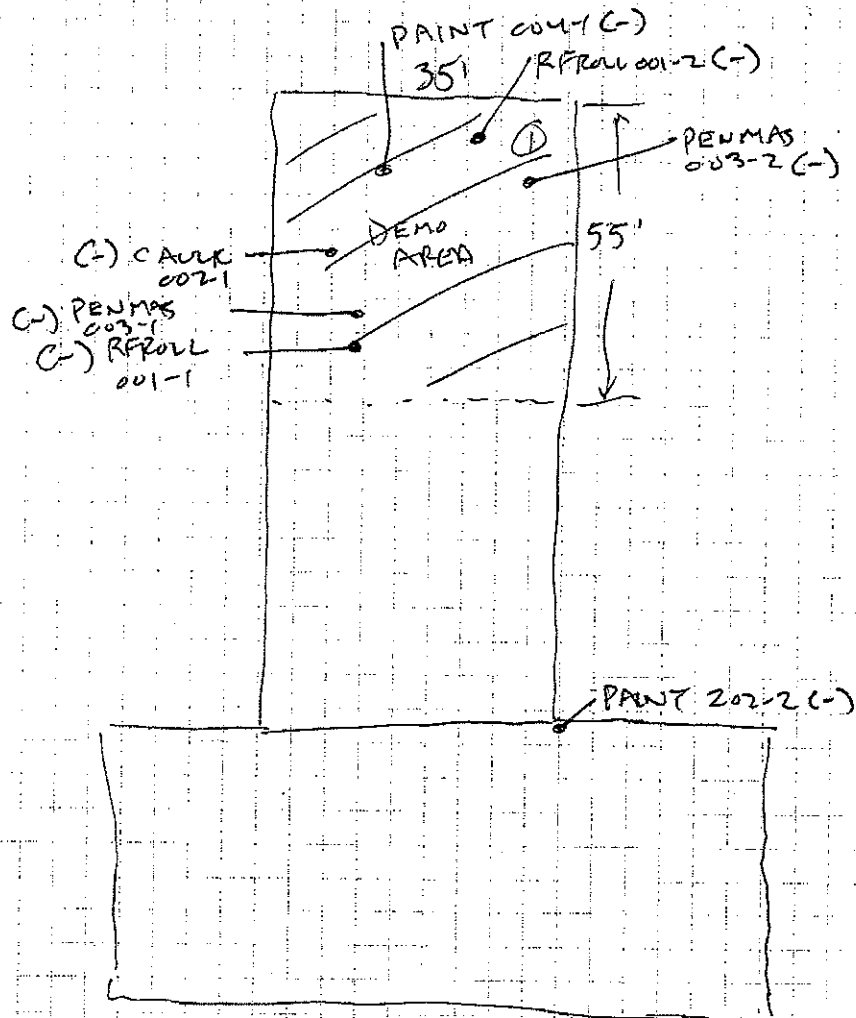 PAINT 004-1 (-)
35'
RFROLL 001-2 (-)
①
PENMAS
003-2 (-)
(-) CAULK
002-1
DEMO
AREA
55'
(-) PENMAS
003-1
(-) RFROLL
001-1
PAINT 202-2 (-)